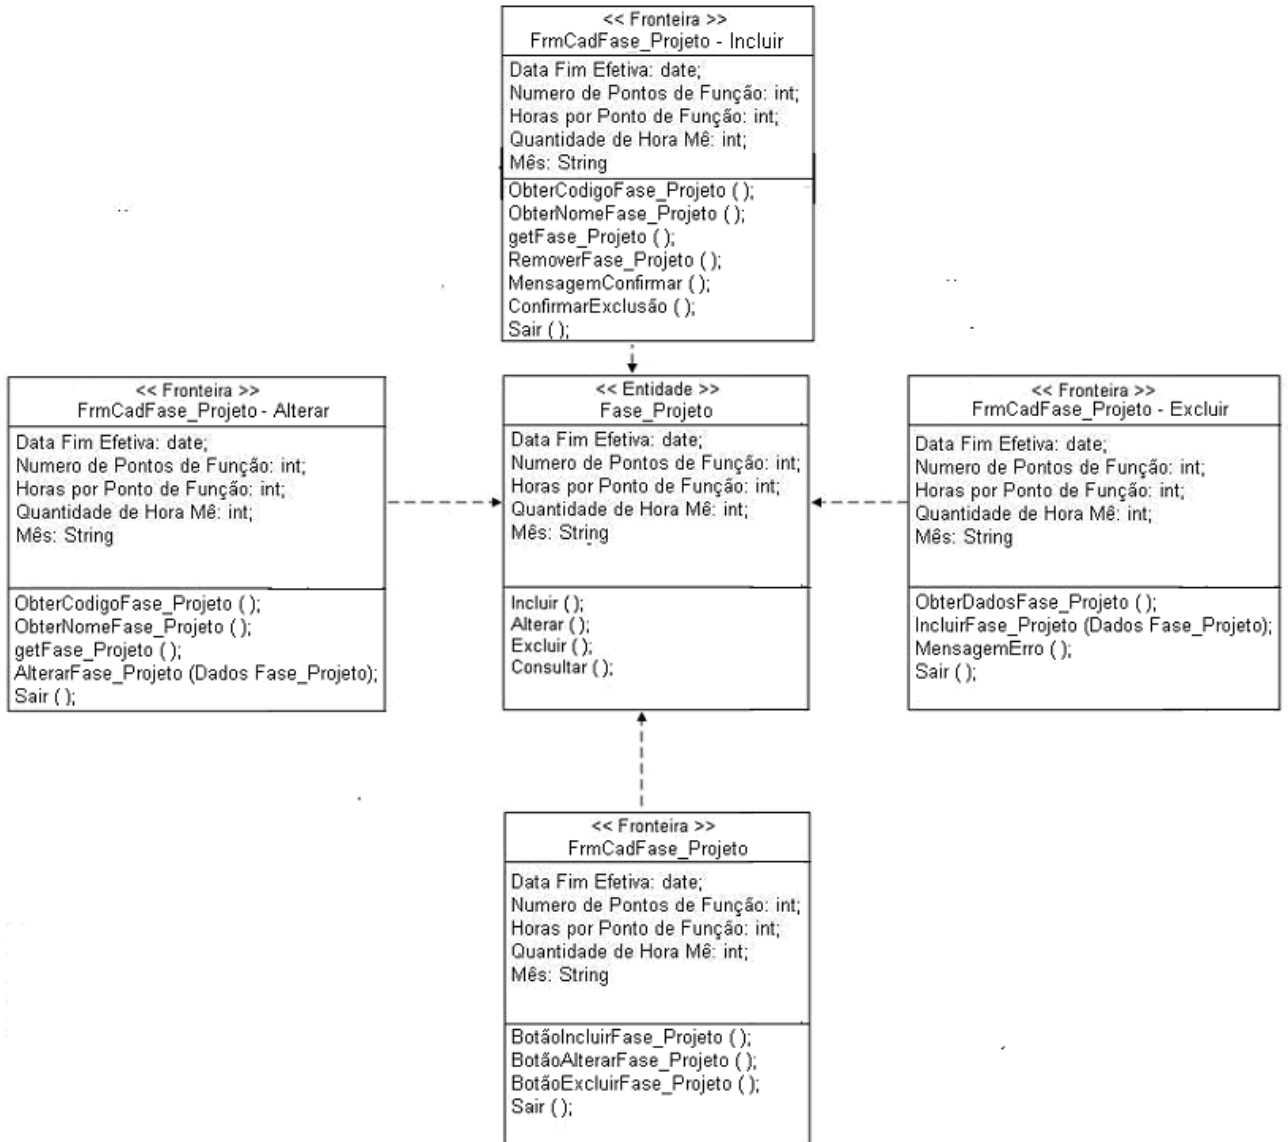 << Fronteira >>
FrmCadFase_Projeto - Incluir
Data Fim Efetiva: date;
Numero de Pontos de Função: int;
Horas por Ponto de Função: int;
Quantidade de Hora Mê: int;
Mês: String
ObterCodigoFase_Projeto ( );
ObterNomeFase_Projeto ( );
getFase_Projeto ( );
RemoverFase_Projeto ( );
MensagemConfirmar ( );
ConfirmarExclusão ( );
Sair ( );
<< Fronteira >>
FrmCadFase_Projeto - Alterar
Data Fim Efetiva: date;
Numero de Pontos de Função: int;
Horas por Ponto de Função: int;
Quantidade de Hora Mê: int;
Mês: String
ObterCodigoFase_Projeto ( );
ObterNomeFase_Projeto ( );
getFase_Projeto ( );
AlterarFase_Projeto (Dados Fase_Projeto);
Sair ( );
<< Entidade >>
Fase_Projeto
Data Fim Efetiva: date;
Numero de Pontos de Função: int;
Horas por Ponto de Função: int;
Quantidade de Hora Mê: int;
Mês: String
Incluir ( );
Alterar ( );
Excluir ( );
Consultar ( );
<< Fronteira >>
FrmCadFase_Projeto - Excluir
Data Fim Efetiva: date;
Numero de Pontos de Função: int;
Horas por Ponto de Função: int;
Quantidade de Hora Mê: int;
Mês: String
ObterDadosFase_Projeto ( );
IncluirFase_Projeto (Dados Fase_Projeto);
MensagemErro ( );
Sair ( );
<< Fronteira >>
FrmCadFase_Projeto
Data Fim Efetiva: date;
Numero de Pontos de Função: int;
Horas por Ponto de Função: int;
Quantidade de Hora Mê: int;
Mês: String
BotãoIncluirFase_Projeto ( );
BotãoAlterarFase_Projeto ( );
BotãoExcluirFase_Projeto ( );
Sair ( );